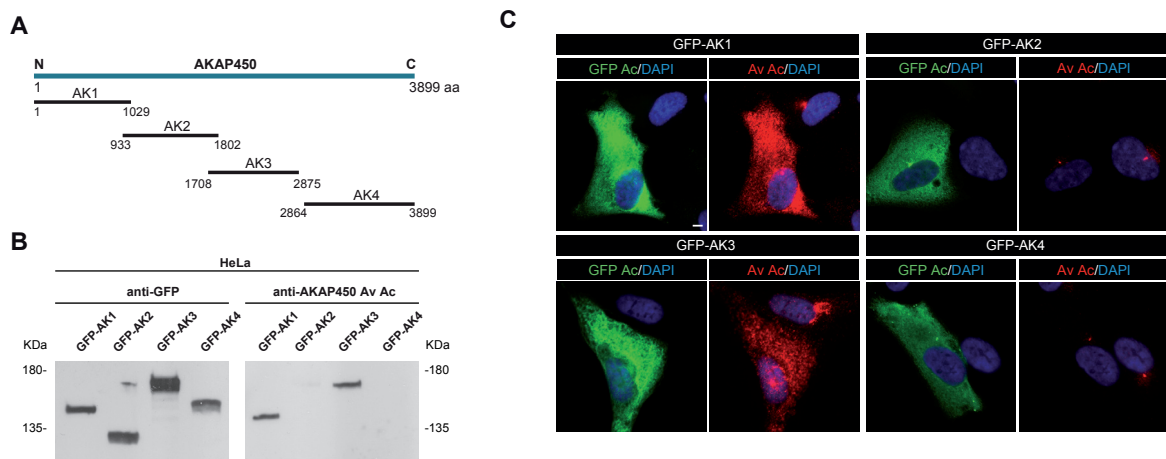 A
N AKAP450 C
1 3899 aa
AK1
1 1029
AK2
933 1802
AK3
1708 2875
AK4
2864 3899
B
HeLa
anti-GFP anti-AKAP450 Av Ac
GFP-AK1 GFP-AK2 GFP-AK3 GFP-AK4 GFP-AK1 GFP-AK2 GFP-AK3 GFP-AK4
KDa KDa
180- -180
135- -135
C
GFP-AK1 GFP-AK2
GFP Ac/DAPI Av Ac/DAPI GFP Ac/DAPI Av Ac/DAPI
GFP-AK3 GFP-AK4
GFP Ac/DAPI Av Ac/DAPI GFP Ac/DAPI Av Ac/DAPI